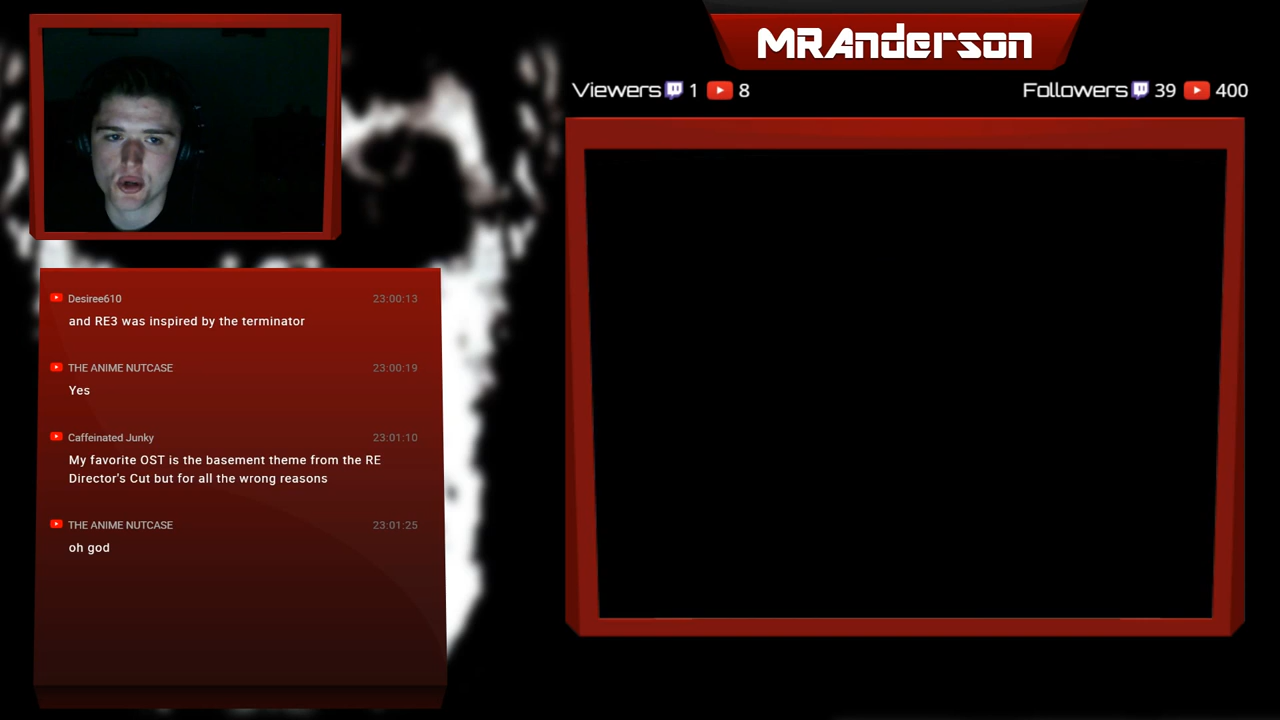 MRAnderson
Viewers 1 8
Followers 39 400
Desiree610 23:00:13
and RE3 was inspired by the terminator
THE ANIME NUTCASE 23:00:19
Yes
Caffeinated Junky 23:01:10
My favorite OST is the basement theme from the RE
Director's Cut but for all the wrong reasons
THE ANIME NUTCASE 23:01:25
oh god